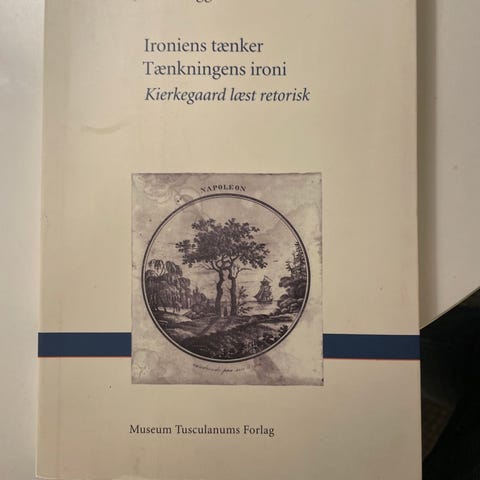 Ironiens tænker
Tænkningens ironi
Kierkegaard læst retorisk
NAPOLEON
Museum Tusculanums Forlag